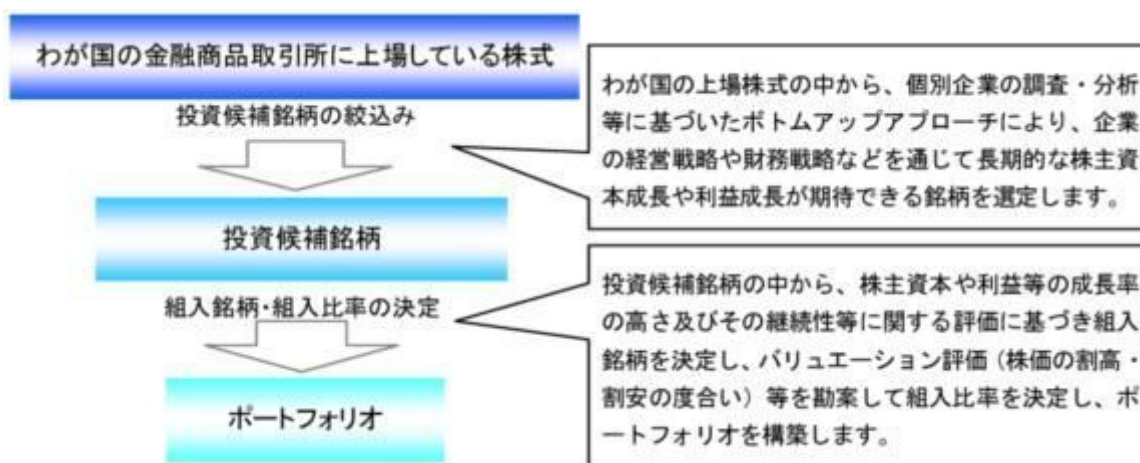 わが国の金融商品取引所に上場している株式
投資候補銘柄の絞込み
わが国の上場株式の中から、個別企業の調査・分析
等に基づいたボトムアップアプローチにより、企業
の経営戦略や財務戦略などを通じて長期的な株主資
本成長や利益成長が期待できる銘柄を選定します。
投資候補銘柄
組入銘柄・組入比率の決定
投資候補銘柄の中から、株主資本や利益等の成長率
の高さ及びその継続性等に関する評価に基づき組入
銘柄を決定し、バリュエーション評価（株価の割高・
割安の度合い）等を勘案して組入比率を決定し、ポ
ートフォリオを構築します。
ポートフォリオ